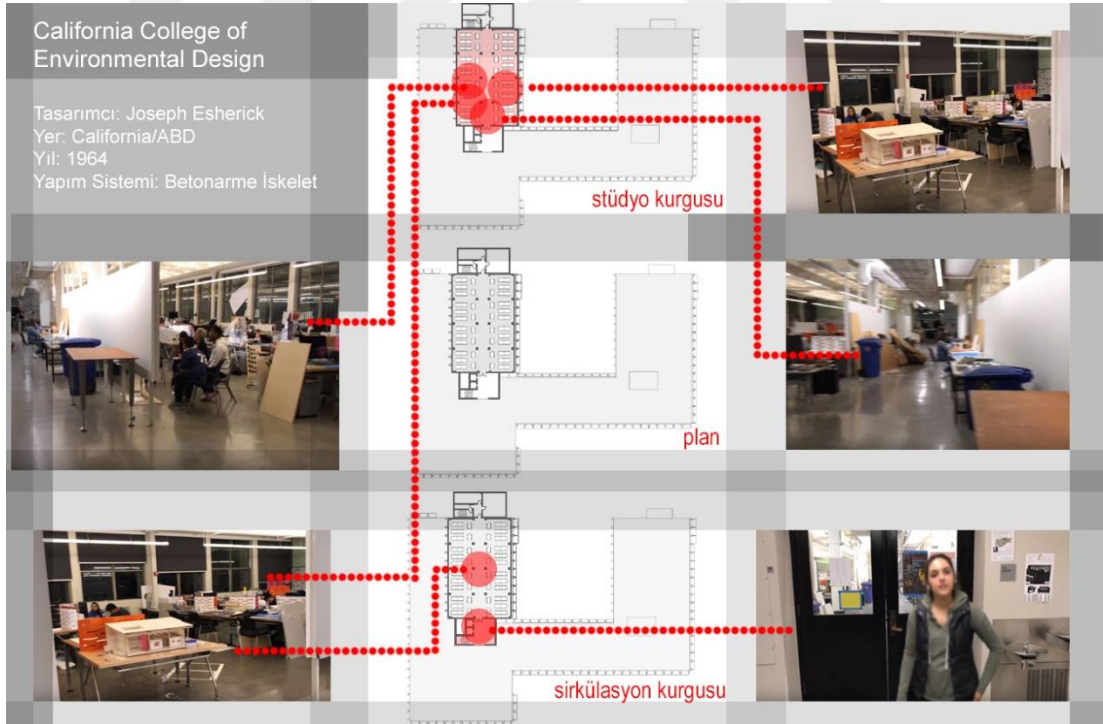 California College of
Environmental Design
Tasarımcı: Joseph Esherick
Yer: California/ABD
Yıl: 1964
Yapım Sistemi: Betonarme İskelet
stüdyo kurgusu
plan
sirkülasyon kurgusu